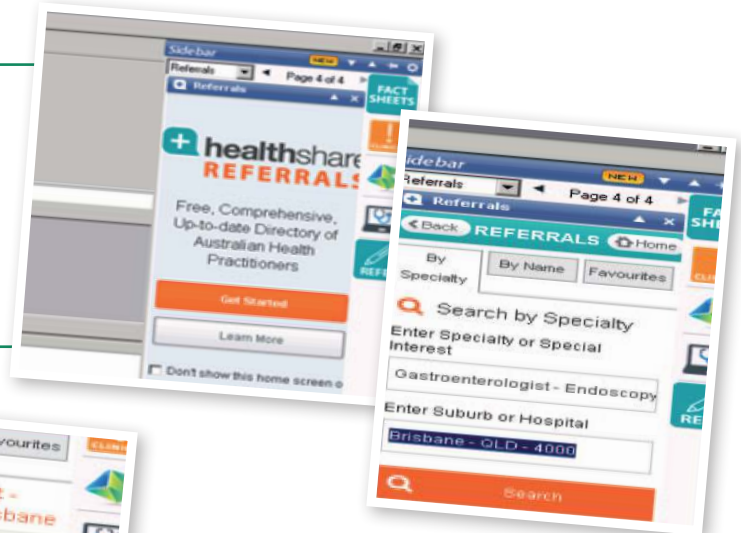 Sidebar
NEW
Referrals
Page 4 of 4
Referrals
FACT
SHEETS
healthshare
REFERRALS
Free, Comprehensive,
Up-to-date Directory of
Australian Health
Practitioners
Get Started
Learn More
Don't show this home screen o
idebar
NEW
Referrals
Page 4 of 4
Referrals
Back
REFERRALS
Home
By
Specialty
By Name
Favourites
Search by Specialty
Enter Specialty or Special
Interest
Gastroenterologist - Endoscopy
Enter Suburb or Hospital
Brisbane - QLD - 4000
Search
vourites
t -
bane